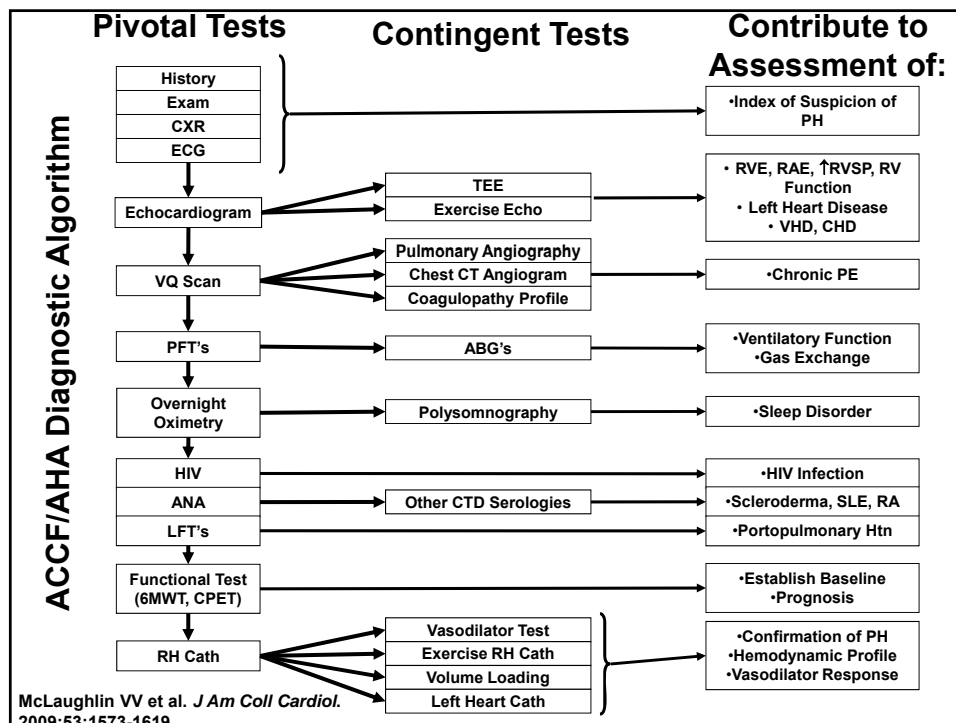 Pivotal Tests
Contingent Tests
Contribute to
Assessment of:
ACCF/AHA Diagnostic Algorithm
History
Exam
CXR
ECG
•Index of Suspicion of
PH
Echocardiogram
TEE
Exercise Echo
• RVE, RAE, ↑RVSP, RV
Function
• Left Heart Disease
• VHD, CHD
VQ Scan
Pulmonary Angiography
Chest CT Angiogram
Coagulopathy Profile
•Chronic PE
PFT's
ABG's
•Ventilatory Function
•Gas Exchange
Overnight
Oximetry
Polysomnography
•Sleep Disorder
HIV
•HIV Infection
ANA
Other CTD Serologies
•Scleroderma, SLE, RA
LFT's
•Portopulmonary Htn
Functional Test
(6MWT, CPET)
•Establish Baseline
•Prognosis
RH Cath
Vasodilator Test
Exercise RH Cath
Volume Loading
Left Heart Cath
•Confirmation of PH
•Hemodynamic Profile
•Vasodilator Response
McLaughlin VV et al. J Am Coll Cardiol.
2009;53:1573-1619